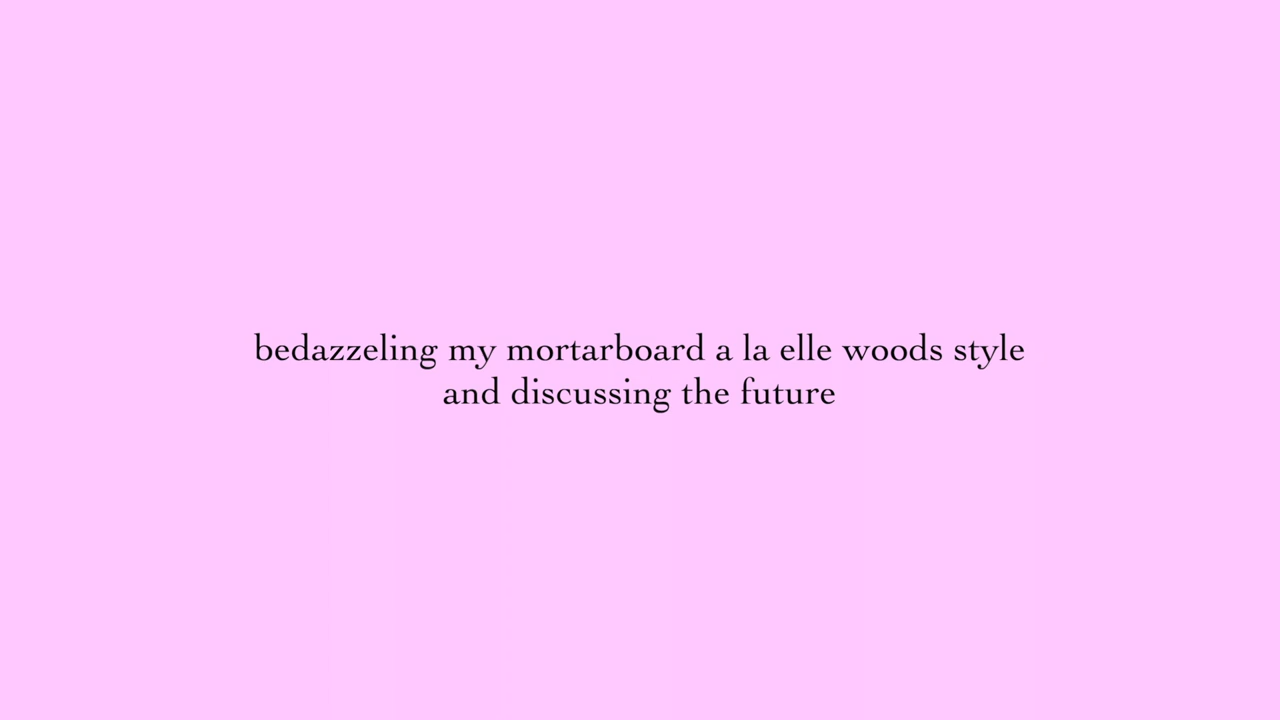 bedazzeling my mortarboard a la elle woods style
and discussing the future